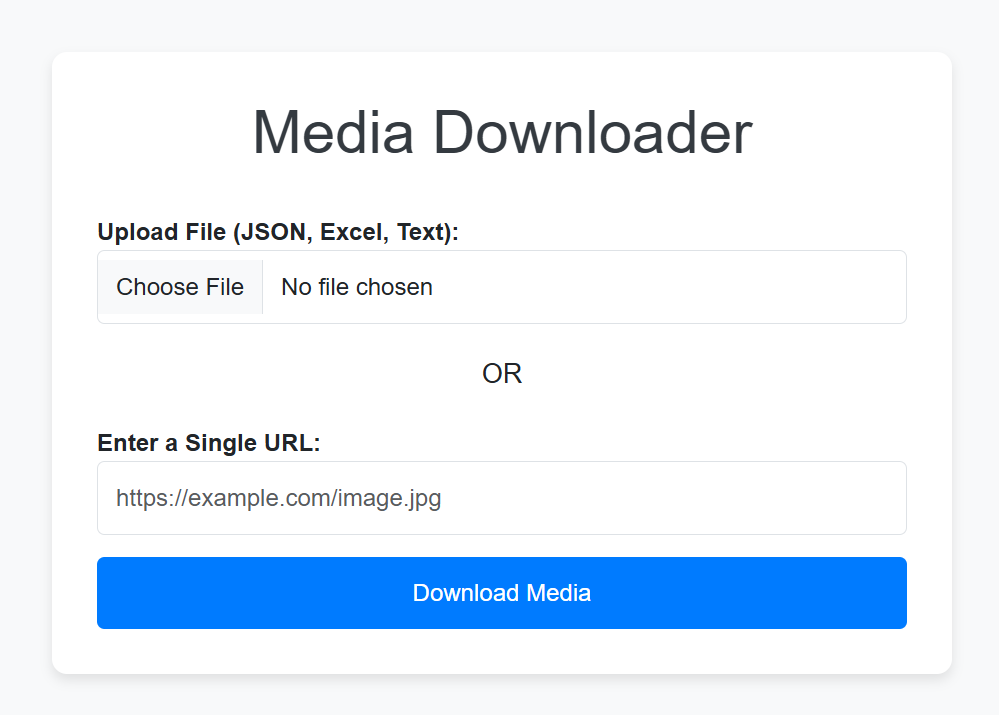 Media Downloader
Upload File (JSON, Excel, Text):
Choose File No file chosen
OR
Enter a Single URL:
https://example.com/image.jpg
Download Media